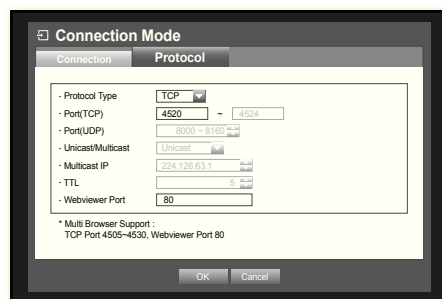 Connection Mode
Connection Protocol
· Protocol Type TCP
· Port(TCP) 4520 ~ 4524
· Port(UDP) 8000 ~ 8160
· Unicast/Multicast Unicast
· Multicast IP 224.126.63.1
· TTL 5
· Webviewer Port 80
* Multi Browser Support :
TCP Port 4505~4530, Webviewer Port 80
OK Cancel